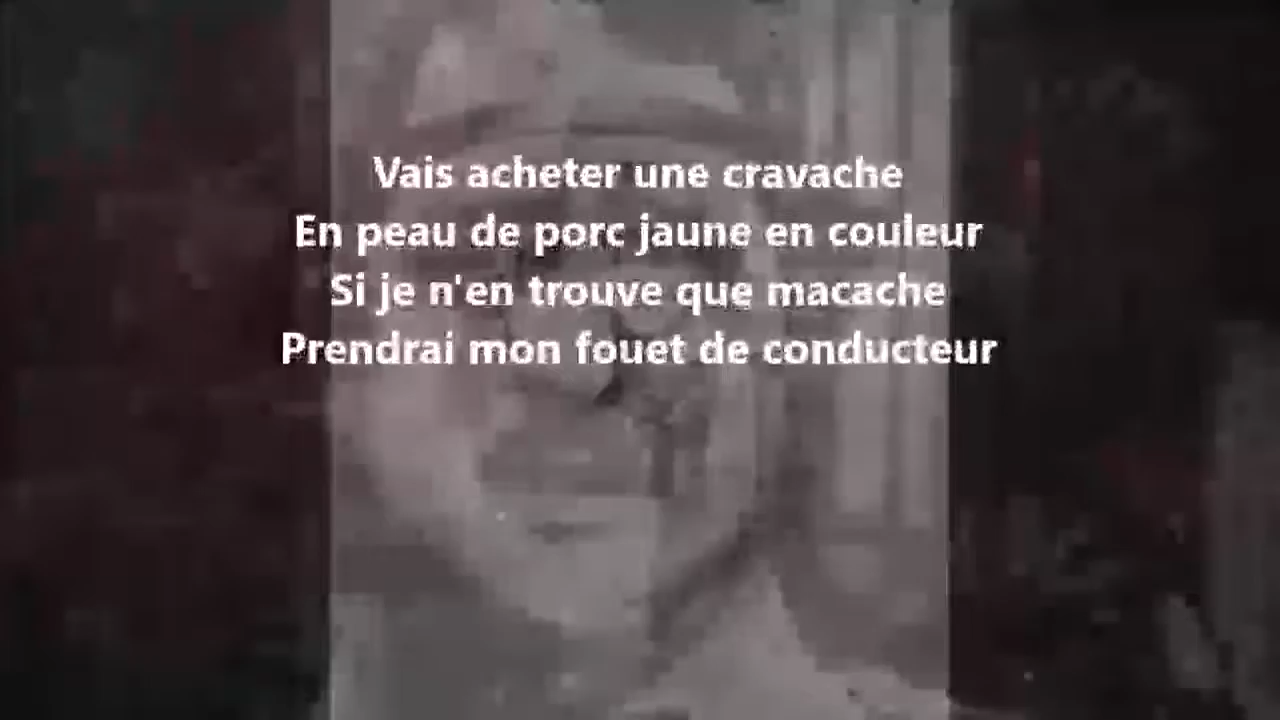 Vais acheter une cravache
En peau de porc jaune en couleur
Si je n'en trouve que macache
Prendrai mon fouet de conducteur